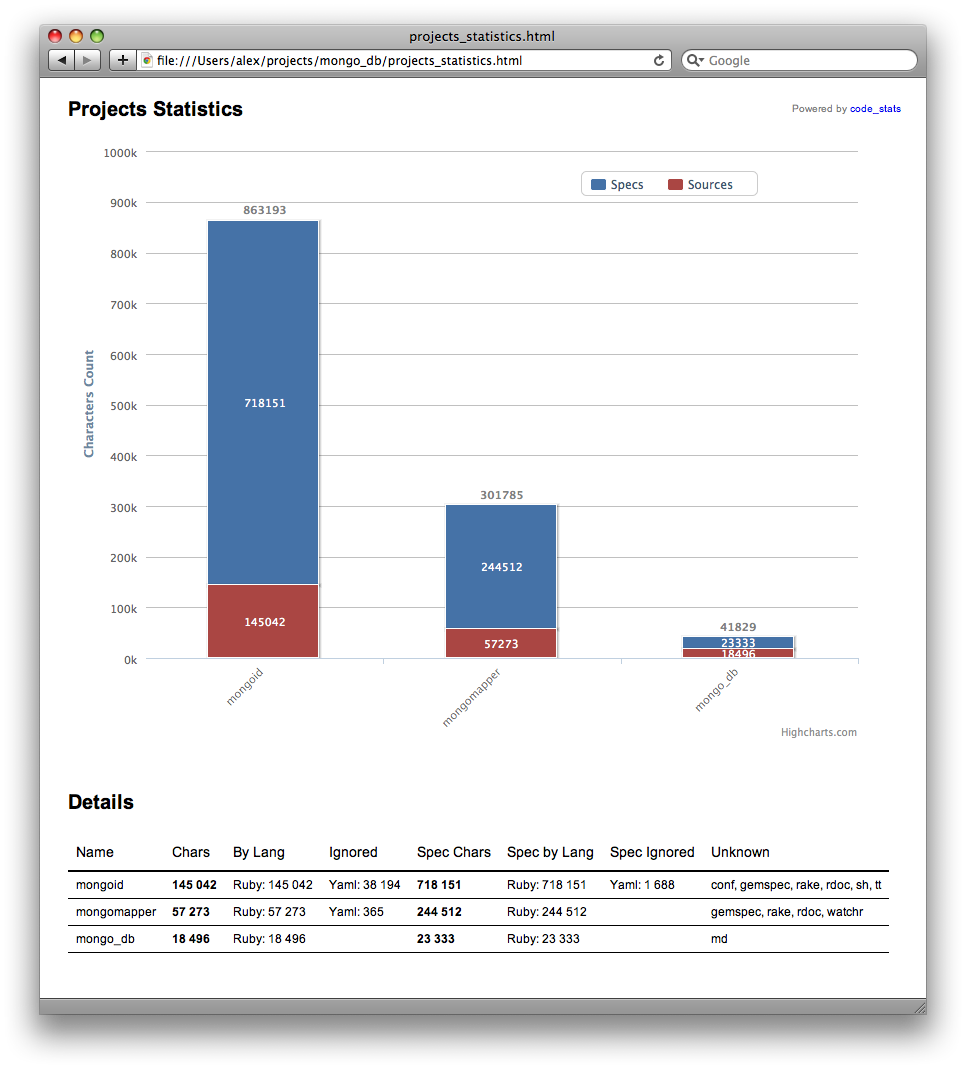 projects_statistics.html
file:///Users/alex/projects/mongo_db/projects_statistics.html
Google
Projects Statistics
Powered by code_stats
1000k
Specs Sources
900k
863193
800k
700k
600k
Characters Count
500k
718151
400k
300k
301785
200k
244512
100k
145042
57273
41829
23333
18496
0k
mongoid
mongomapper
mongo_db
Highcharts.com
Details
Name Chars By Lang Ignored Spec Chars Spec by Lang Spec Ignored Unknown
mongoid 145 042 Ruby: 145 042 Yaml: 38 194 718 151 Ruby: 718 151 Yaml: 1 688 conf, gemspec, rake, rdoc, sh, tt
mongomapper 57 273 Ruby: 57 273 Yaml: 365 244 512 Ruby: 244 512 gemspec, rake, rdoc, watchr
mongo_db 18 496 Ruby: 18 496 23 333 Ruby: 23 333 md